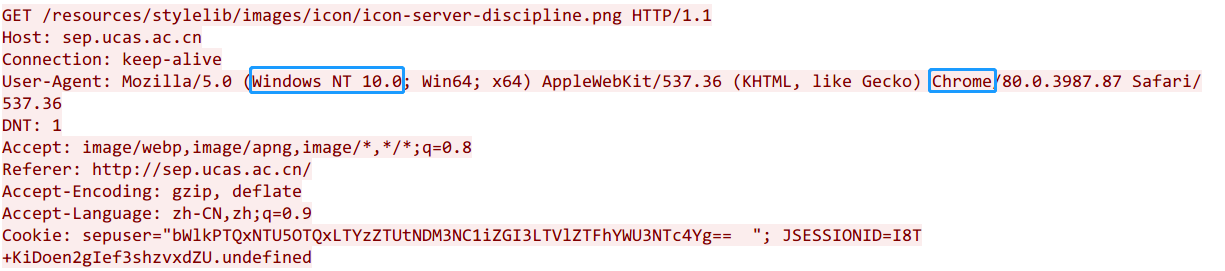 GET /resources/stylelib/images/icon/icon-server-discipline.png HTTP/1.1
Host: sep.ucas.ac.cn
Connection: keep-alive
User-Agent: Mozilla/5.0 (Windows NT 10.0; Win64; x64) AppleWebKit/537.36 (KHTML, like Gecko) Chrome/80.0.3987.87 Safari/
537.36
DNT: 1
Accept: image/webp,image/apng,image/*,*/*;q=0.8
Referer: http://sep.ucas.ac.cn/
Accept-Encoding: gzip, deflate
Accept-Language: zh-CN,zh;q=0.9
Cookie: sepuser="bWlkPTQxNTU5OTQxLTYzZTUtNDM3NC1iZGI3LTVlZTFhYWU3NTc4Yg==  "; JSESSIONID=I8T
+KiDoen2gIef3shzvxdZU.undefined